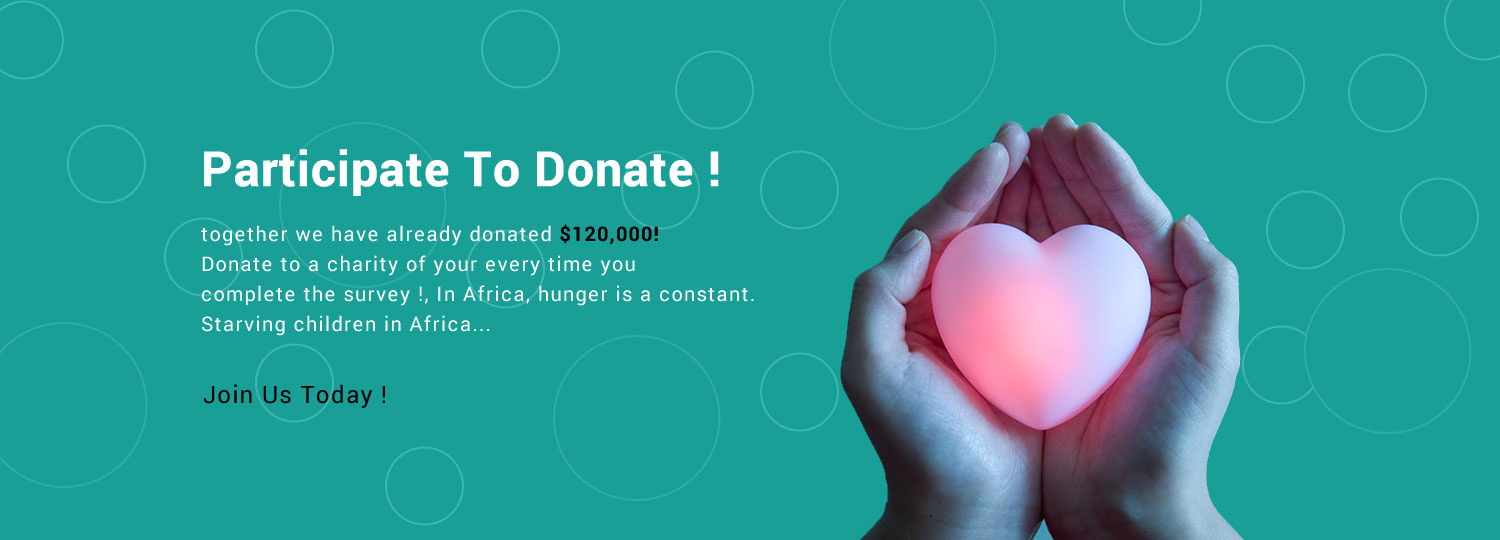 Participate To Donate !
together we have already donated $120,000!
Donate to a charity of your every time you
complete the survey !, In Africa, hunger is a constant.
Starving children in Africa...
Join Us Today !